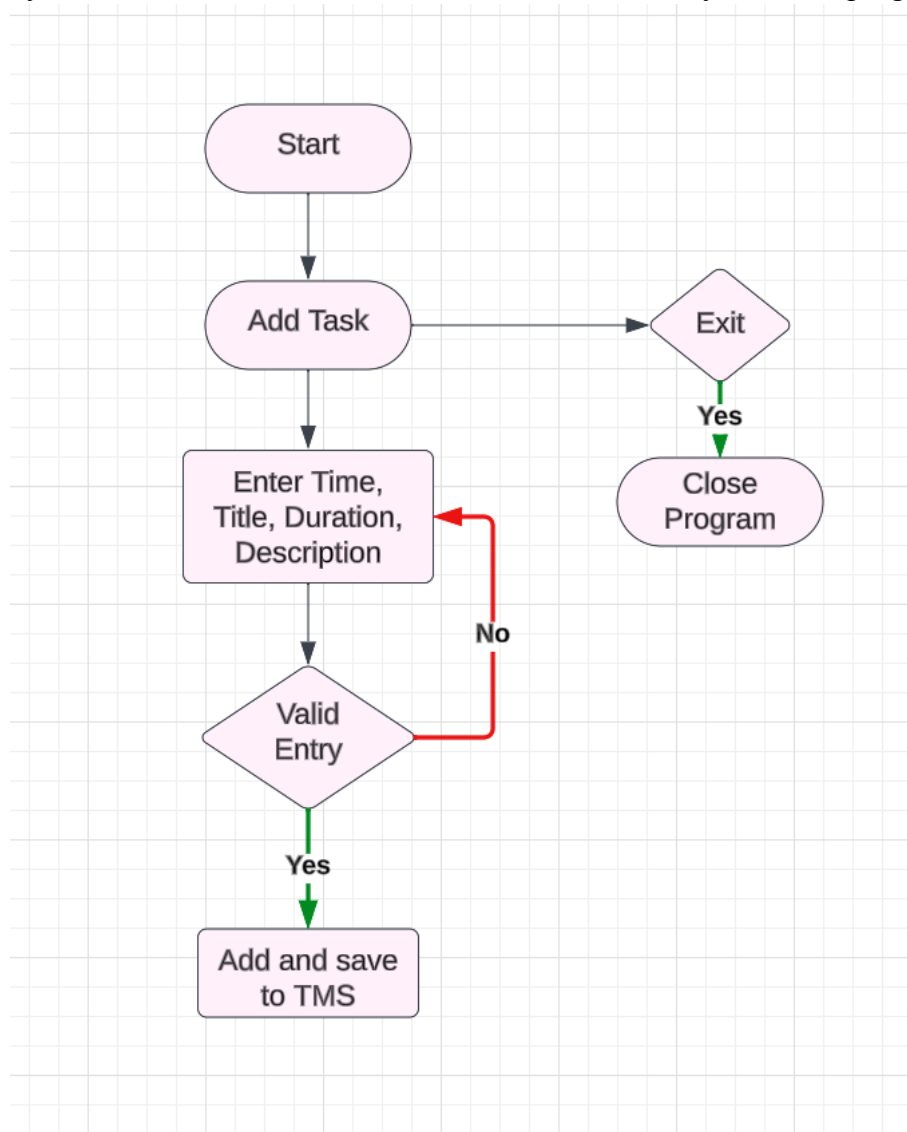 Start
Add Task
Exit
Yes
Close
Program
Enter Time,
Title, Duration,
Description
No
Valid
Entry
Yes
Add and save
to TMS